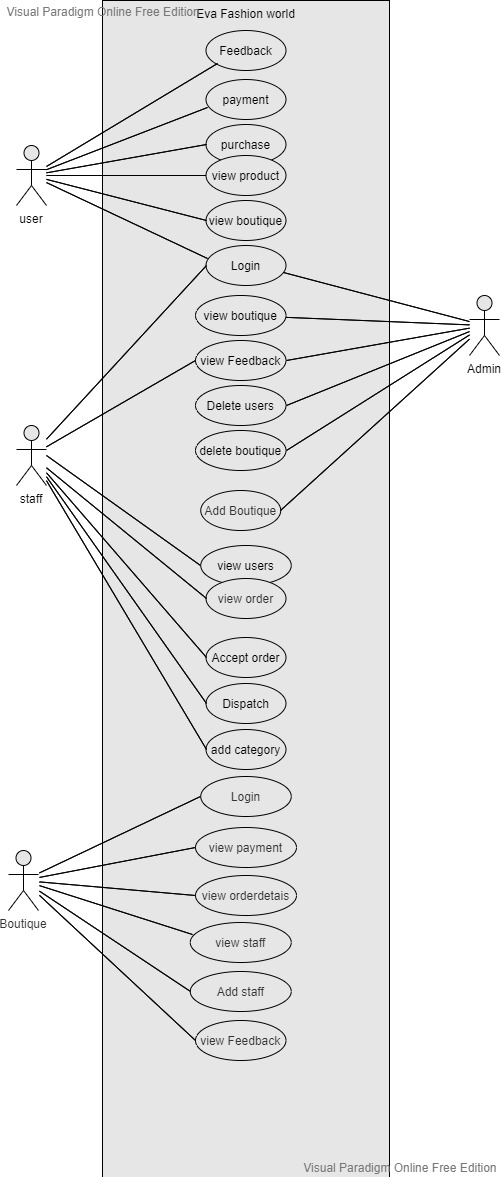 Visual Paradigm Online Free Edition
Eva Fashion world
Feedback
payment
purchase
view product
user
view boutique
Login
view boutique
view Feedback
Admin
Delete users
delete boutique
staff
Add Boutique
view users
view order
Accept order
Dispatch
add category
Login
view payment
view orderdetais
Boutique
view staff
Add staff
view Feedback
Visual Paradigm Online Free Edition